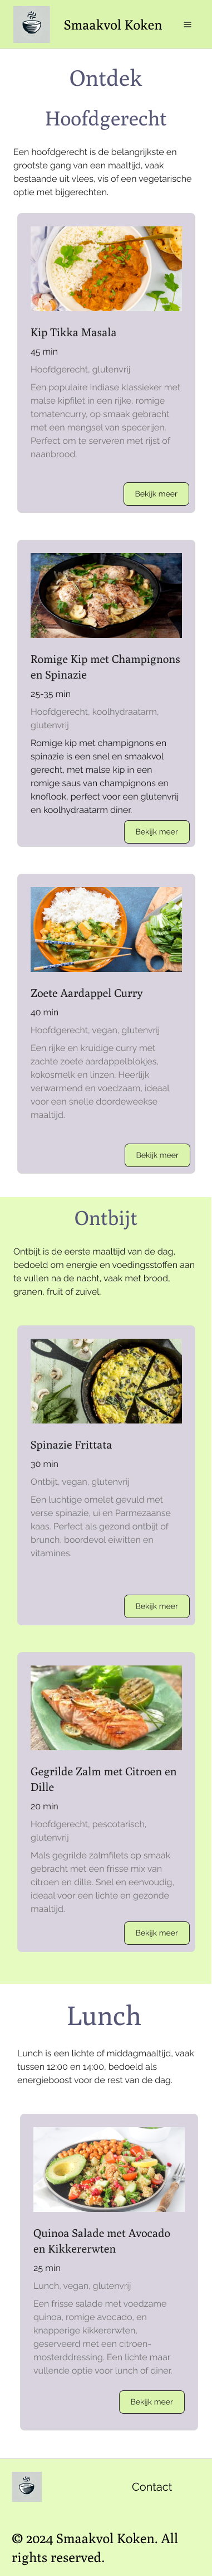 Smaakvol Koken
Ontdek
Hoofdgerecht
Een hoofdgerecht is de belangrijkste en
grootste gang van een maaltijd, vaak
bestaande uit vlees, vis of een vegetarische
optie met bijgerechten.
Kip Tikka Masala
45 min
Hoofdgerecht, glutenvrij
Een populaire Indiase klassieker met
malse kipfilet in een rijke, romige
tomatencurry, op smaak gebracht
met een mengsel van specerijen.
Perfect om te serveren met rijst of
naanbrood.
Bekijk meer
Romige Kip met Champignons
en Spinazie
25-35 min
Hoofdgerecht, koolhydraatarm,
glutenvrij
Romige kip met champignons en
spinazie is een snel en smaakvol
gerecht, met malse kip in een
romige saus van champignons en
knoflook, perfect voor een glutenvrij
en koolhydraatarm diner.
Bekijk meer
Zoete Aardappel Curry
40 min
Hoofdgerecht, vegan, glutenvrij
Een rijke en kruidige curry met
zachte zoete aardappelblokjes,
kokosmelk en linzen. Heerlijk
verwarmend en voedzaam, ideaal
voor een snelle doordeweekse
maaltijd.
Bekijk meer
Ontbijt
Ontbijt is de eerste maaltijd van de dag,
bedoeld om energie en voedingsstoffen aan
te vullen na de nacht, vaak met brood,
granen, fruit of zuivel.
Spinazie Frittata
30 min
Ontbijt, vegan, glutenvrij
Een luchtige omelet gevuld met
verse spinazie, ui en Parmezaanse
kaas. Perfect als gezond ontbijt of
brunch, boordevol eiwitten en
vitamines.
Bekijk meer
Gegrilde Zalm met Citroen en
Dille
20 min
Hoofdgerecht, pescotarisch,
glutenvrij
Mals gegrilde zalmfilets op smaak
gebracht met een frisse mix van
citroen en dille. Snel en eenvoudig,
ideaal voor een lichte en gezonde
maaltijd.
Bekijk meer
Lunch
Lunch is een lichte of middagmaaltijd, vaak
tussen 12:00 en 14:00, bedoeld als
energieboost voor de rest van de dag.
Quinoa Salade met Avocado
en Kikkererwten
25 min
Lunch, vegan, glutenvrij
Een frisse salade met voedzame
quinoa, romige avocado, en
knapperige kikkererwten,
geserveerd met een citroen-
mosterddressing. Een lichte maar
vullende optie voor lunch of diner.
Bekijk meer
Contact
© 2024 Smaakvol Koken. All
rights reserved.